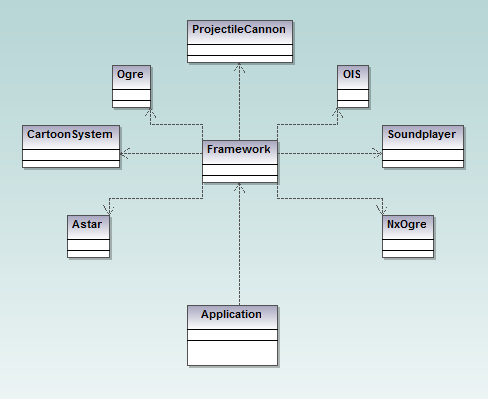 ProjectileCannon
Ogre
OIS
CartoonSystem
Framework
Soundplayer
Astar
NxOgre
Application